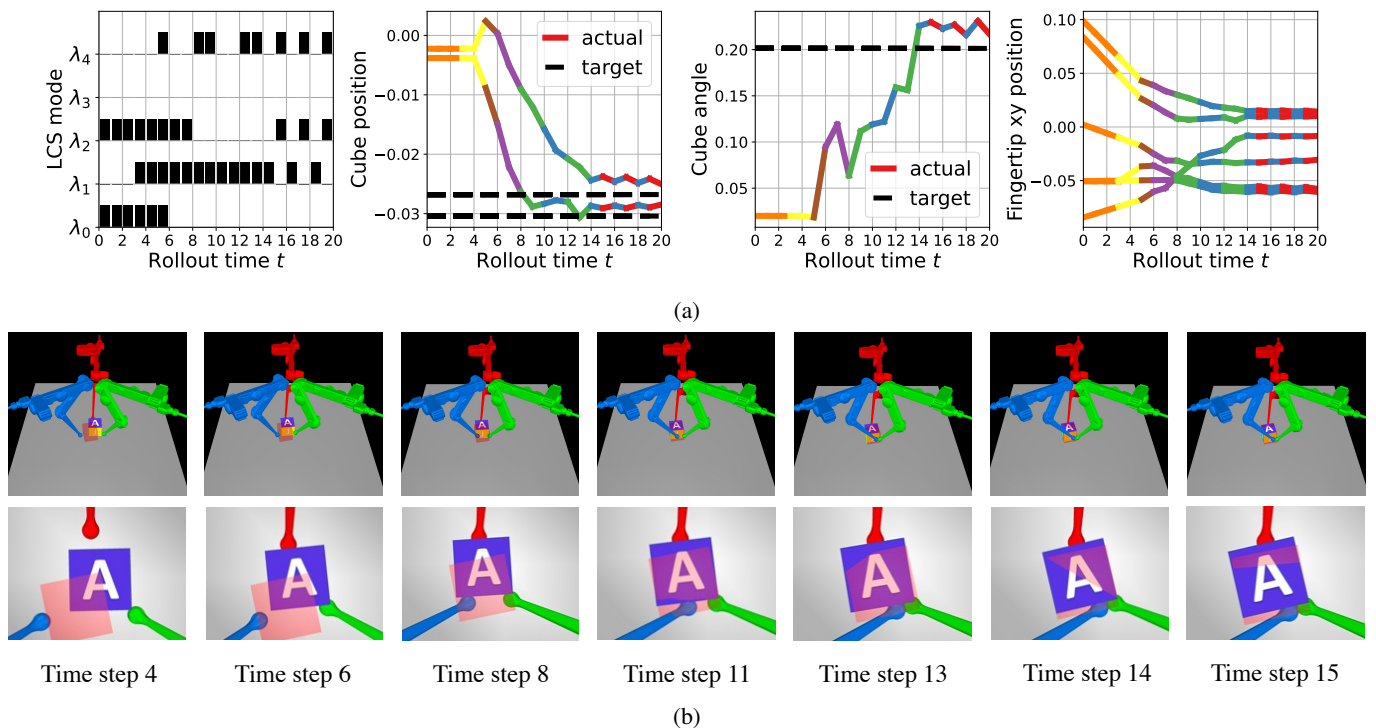 LCS mode
λ4
λ3
λ2
λ1
λ0
0 2 4 6 8 10 12 14 16 18 20
Rollout time t
Cube position
0.00
−0.01
−0.02
−0.03
actual
target
0 2 4 6 8 10 12 14 16 18 20
Rollout time t
Cube angle
0.20
0.15
0.10
0.05
actual
target
0 2 4 6 8 10 12 14 16 18 20
Rollout time t
Fingertip xy position
0.10
0.05
0.00
−0.05
0 2 4 6 8 10 12 14 16 18 20
Rollout time t
(a)
A A A A A A A
A A A A A A A
Time step 4 Time step 6 Time step 8 Time step 11 Time step 13 Time step 14 Time step 15
(b)